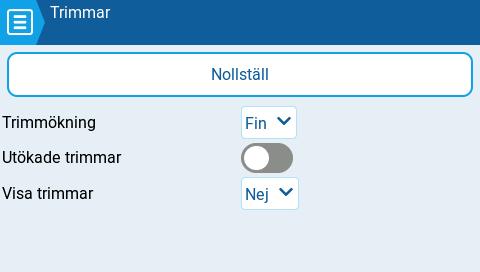 Trimmar
Nollställ
Trimmökning Fin
Utökade trimmar
Visa trimmar Nej